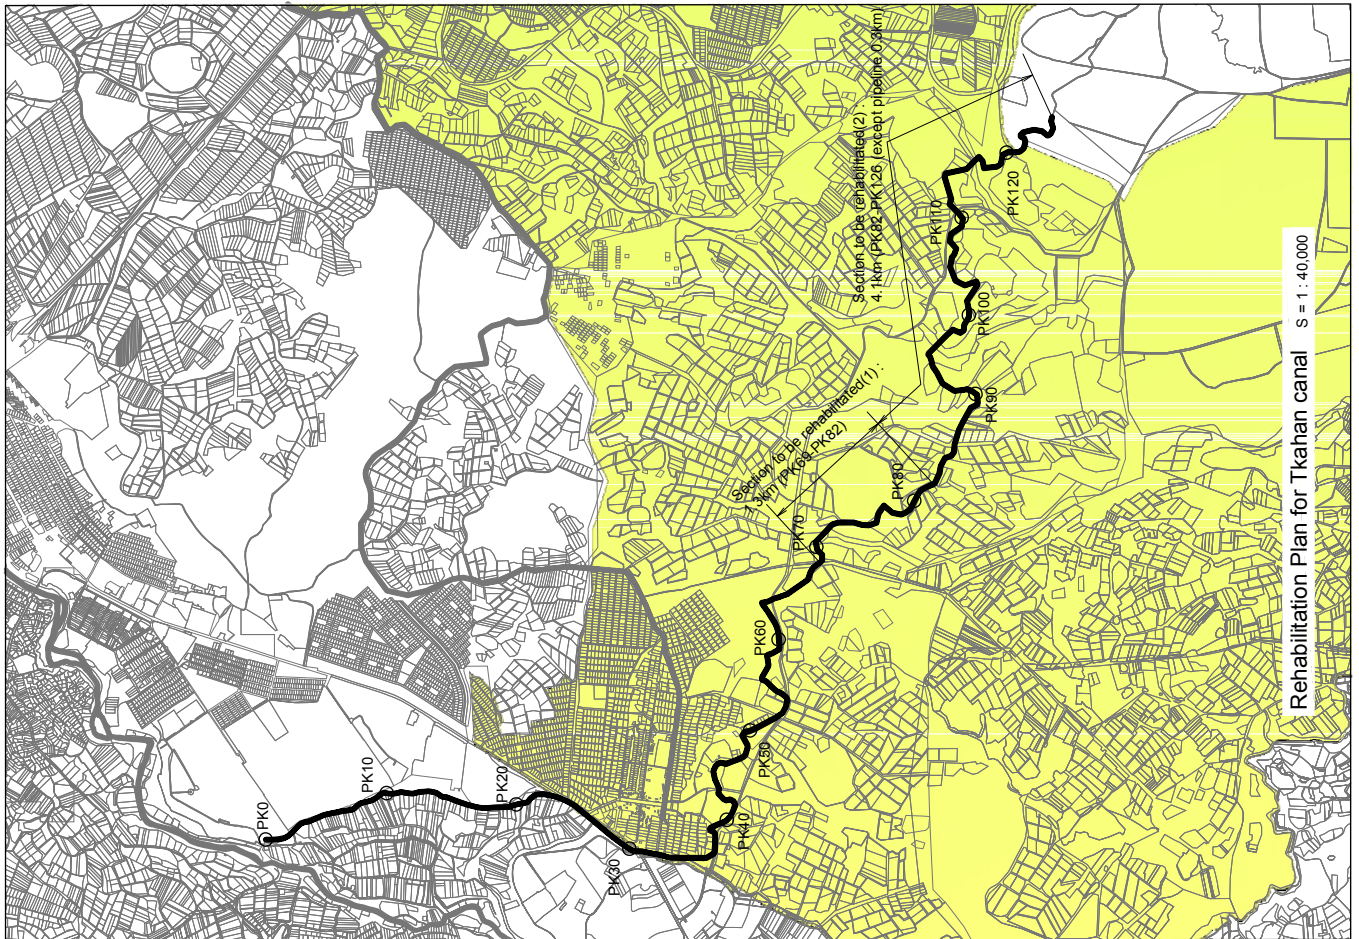 PK0
PK10
PK20
PK30
PK40
PK50
PK60
PK70
Section to be rehabilitated(1) :
1.3km (PK69-PK82)
PK80
PK90
PK100
PK110
PK120
Section to be rehabilitated(2) :
4.1km (PK82-PK126, (except pipeline 0.3km)
Rehabilitation Plan for Tkahan canal S = 1 : 40,000